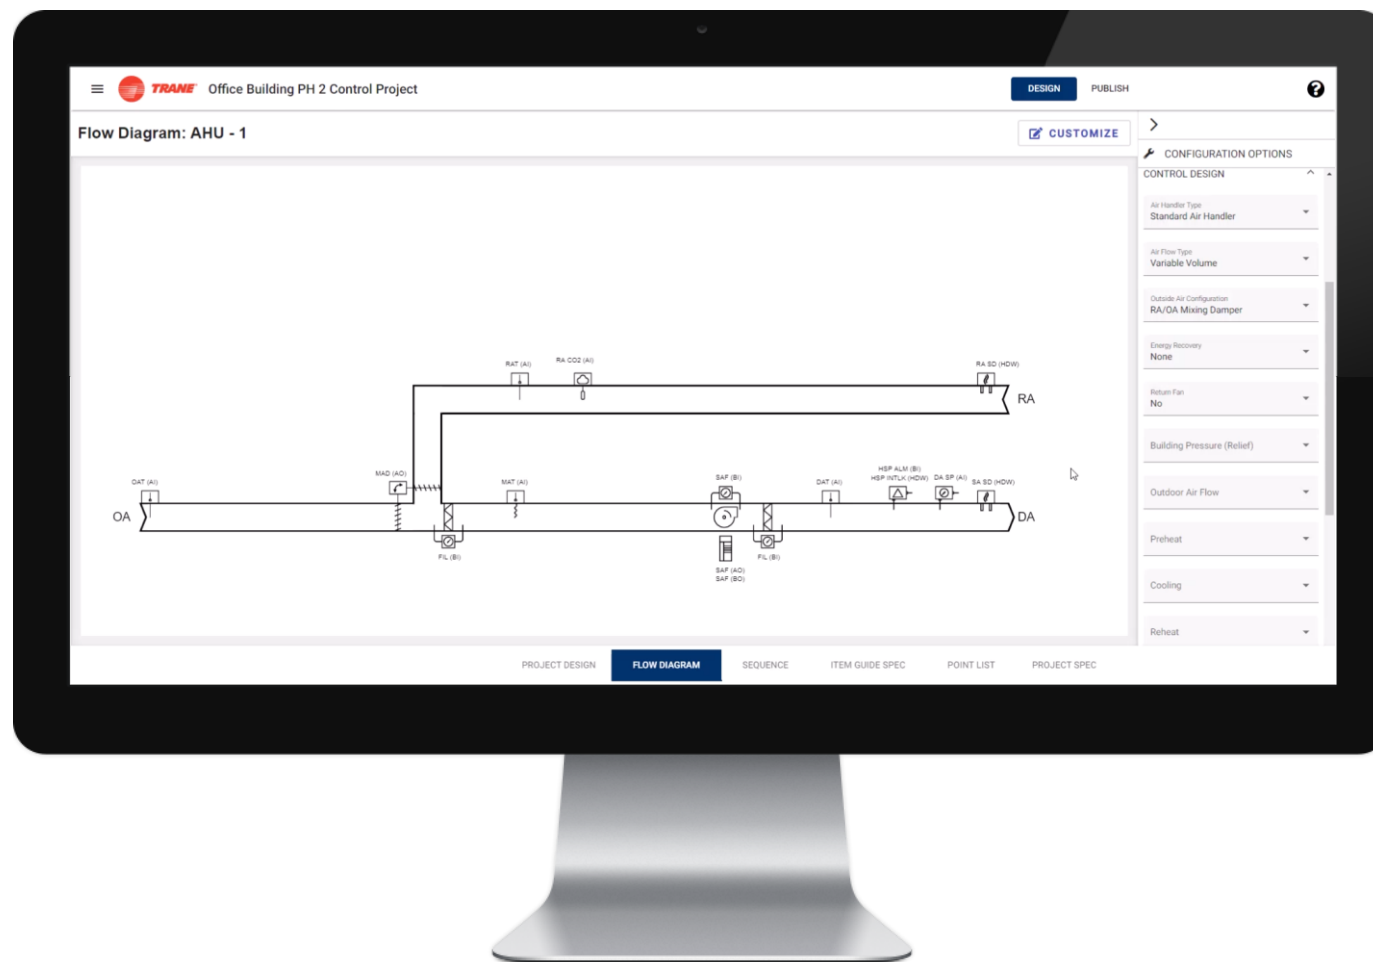 TRANE
Office Building PH 2 Control Project
DESIGN
PUBLISH
Flow Diagram: AHU - 1
CUSTOMIZE
CONFIGURATION OPTIONS
CONTROL DESIGN
Air Handler Type
Standard Air Handler
Air Flow Type
Variable Volume
Outside Air Configuration
RA/OA Mixing Damper
Energy Recovery
None
Return Fan
No
Building Pressure (Relief)
Outdoor Air Flow
Preheat
Cooling
Reheat
RAT (AI)
RA CO2 (AI)
RA SD (HDW)
RA
OAT (AI)
MAD (AO)
MAT (AI)
SAF (BI)
DAT (AI)
HSP ALM (BI)
HSP INTLK (HDW)
DA SP (AI)
SA SD (HDW)
OA
DA
FIL (BI)
FIL (BI)
SAF (AO)
SAF (BO)
PROJECT DESIGN
FLOW DIAGRAM
SEQUENCE
ITEM GUIDE SPEC
POINT LIST
PROJECT SPEC